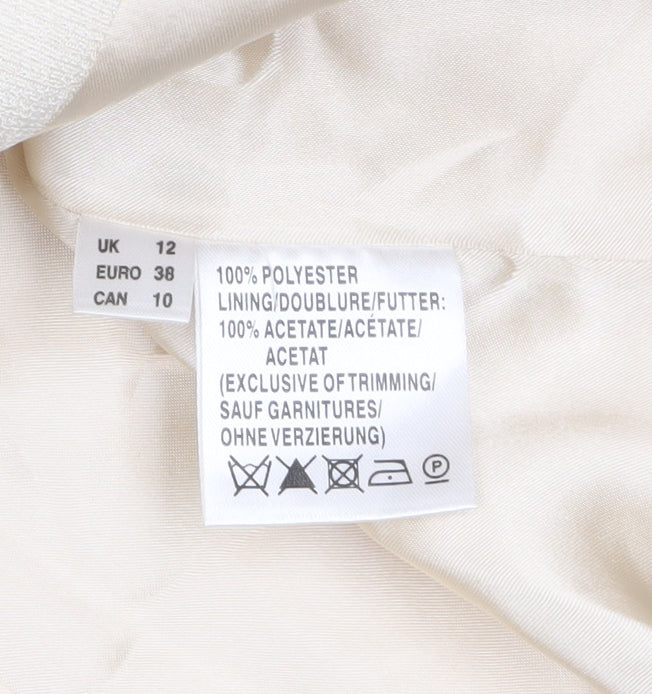 UK 12
EURO 38
CAN 10
100% POLYESTER
LINING/DOUBLURE/FUTTER:
100% ACETATE/ACÉTATE/
ACETAT
(EXCLUSIVE OF TRIMMING/
SAUF GARNITURES/
OHNE VERZIERUNG)
P